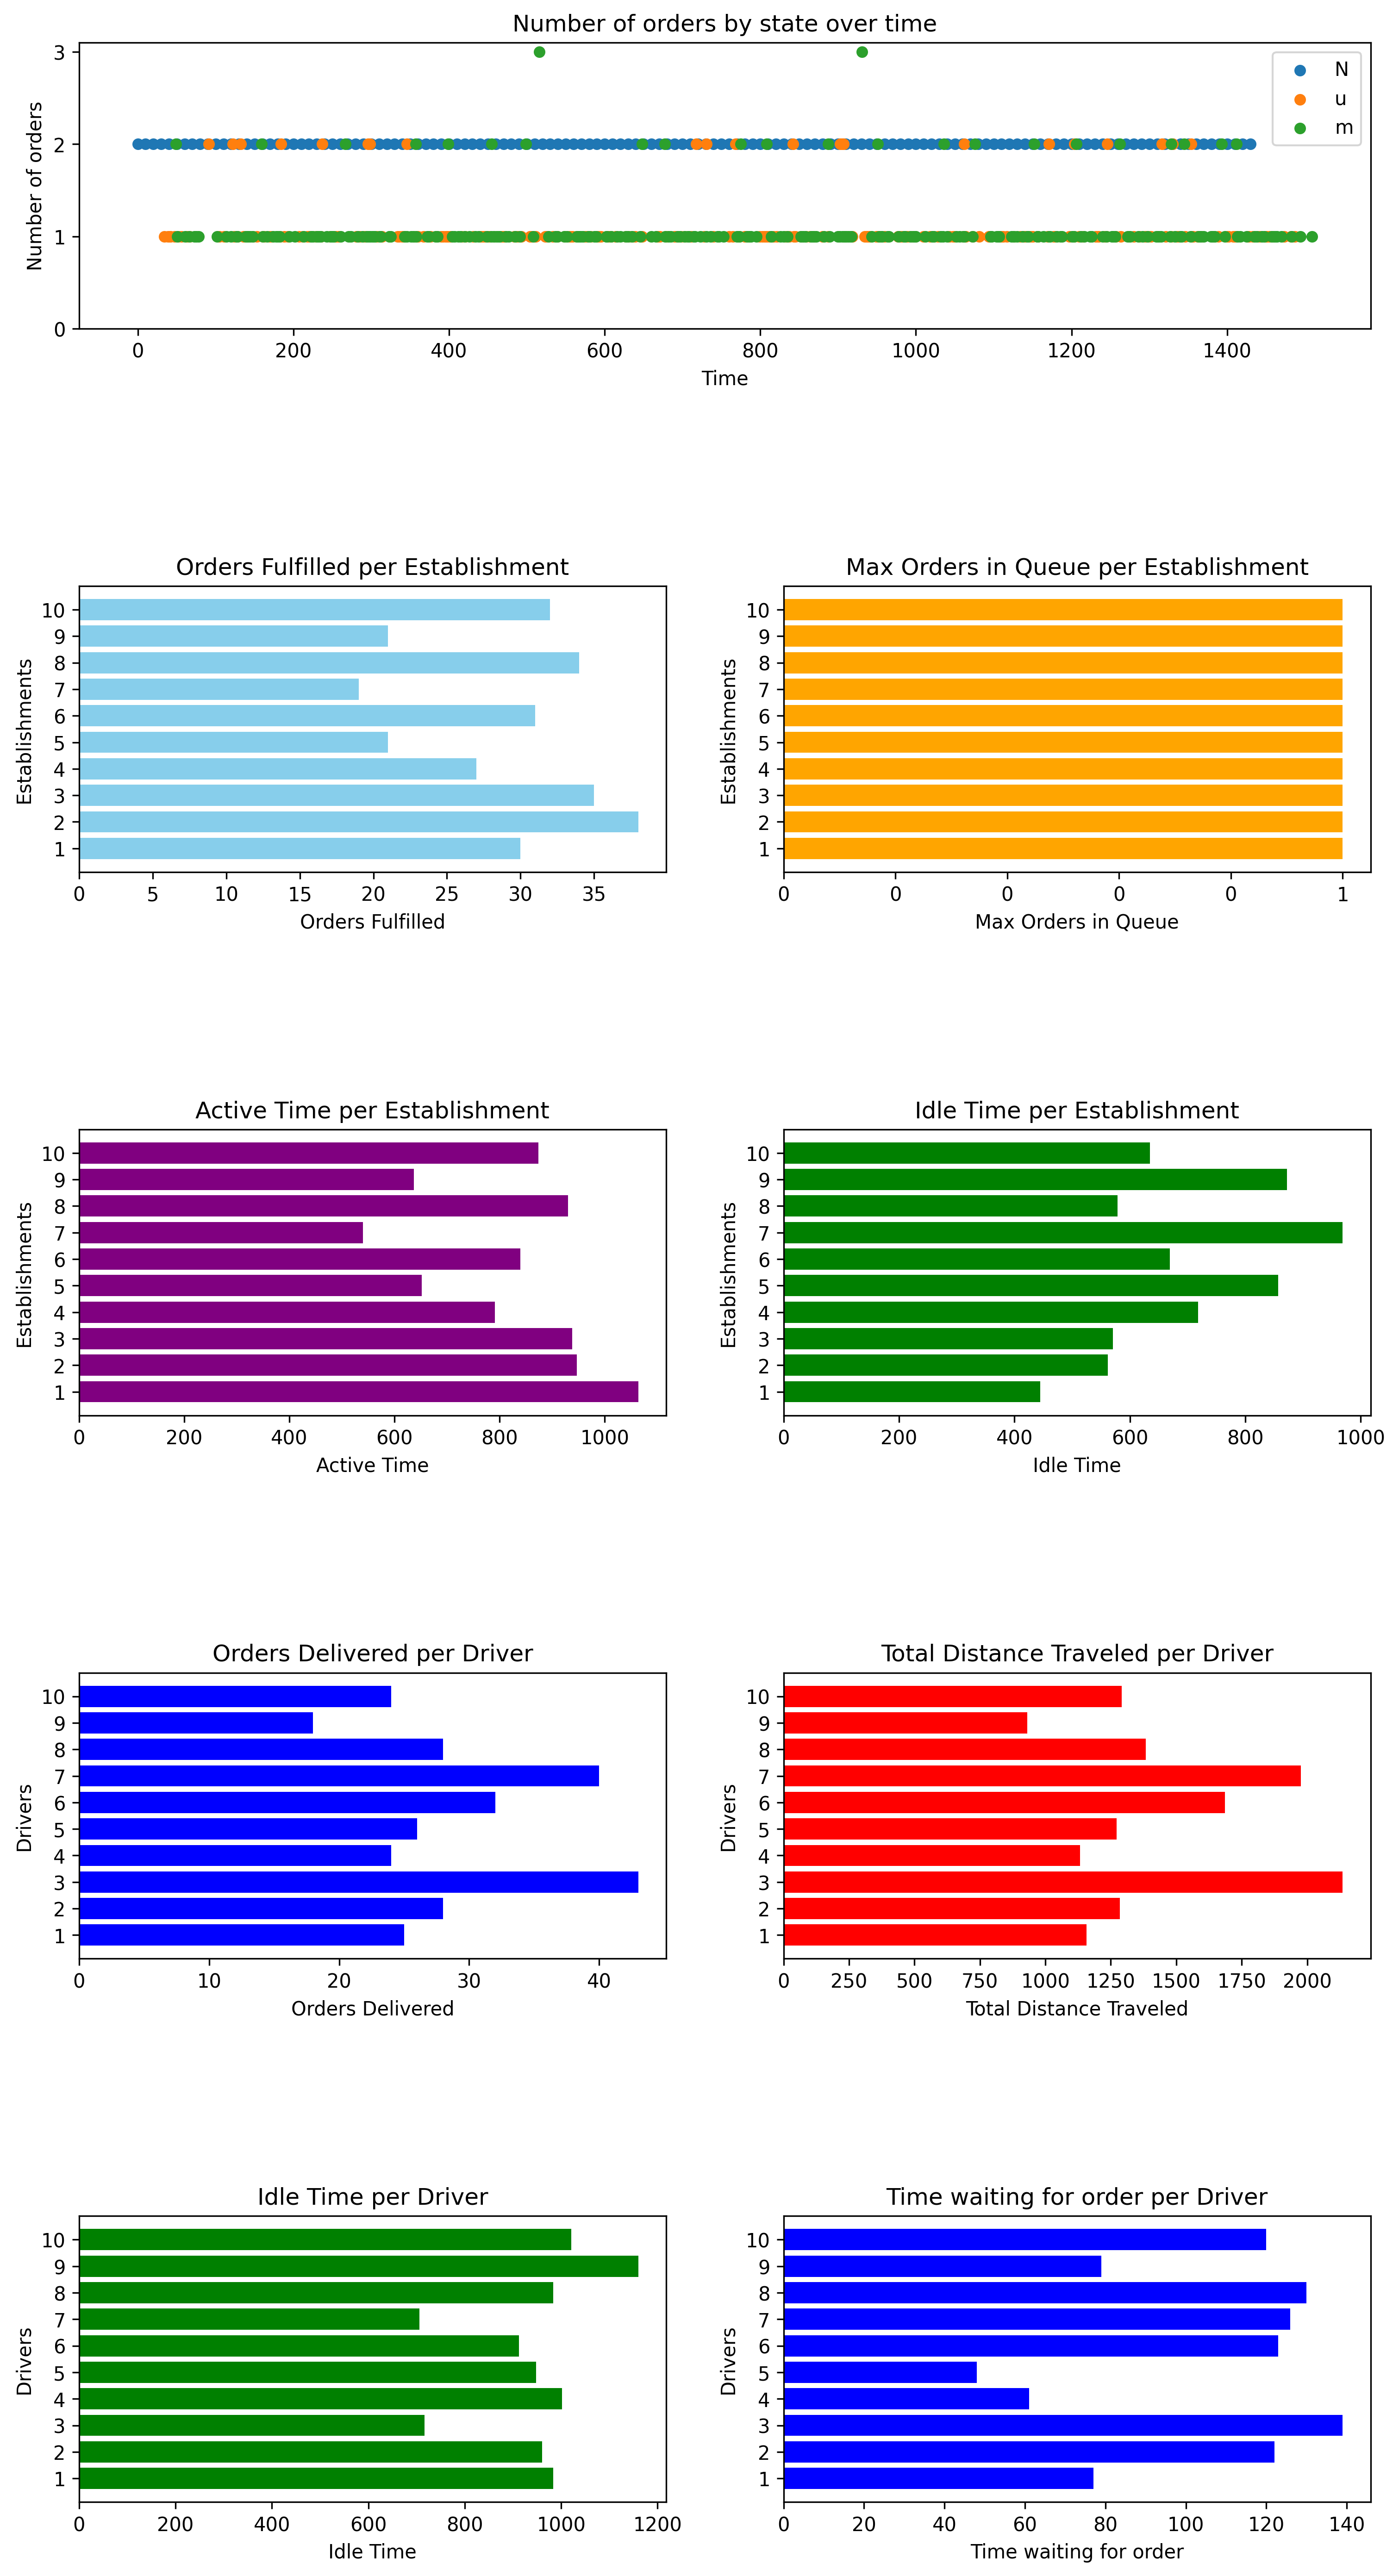 Number of orders by state over time
Number of orders
3
2
1
0
N
u
m
0 200 400 600 800 1000 1200 1400
Time
Orders Fulfilled per Establishment
Establishments
10
9
8
7
6
5
4
3
2
1
0 5 10 15 20 25 30 35
Orders Fulfilled
Max Orders in Queue per Establishment
Establishments
10
9
8
7
6
5
4
3
2
1
0 0 0 0 0 1
Max Orders in Queue
Active Time per Establishment
Establishments
10
9
8
7
6
5
4
3
2
1
0 200 400 600 800 1000
Active Time
Idle Time per Establishment
Establishments
10
9
8
7
6
5
4
3
2
1
0 200 400 600 800 1000
Idle Time
Orders Delivered per Driver
Drivers
10
9
8
7
6
5
4
3
2
1
0 10 20 30 40
Orders Delivered
Total Distance Traveled per Driver
Drivers
10
9
8
7
6
5
4
3
2
1
0 250 500 750 1000 1250 1500 1750 2000
Total Distance Traveled
Idle Time per Driver
Drivers
10
9
8
7
6
5
4
3
2
1
0 200 400 600 800 1000 1200
Idle Time
Time waiting for order per Driver
Drivers
10
9
8
7
6
5
4
3
2
1
0 20 40 60 80 100 120 140
Time waiting for order